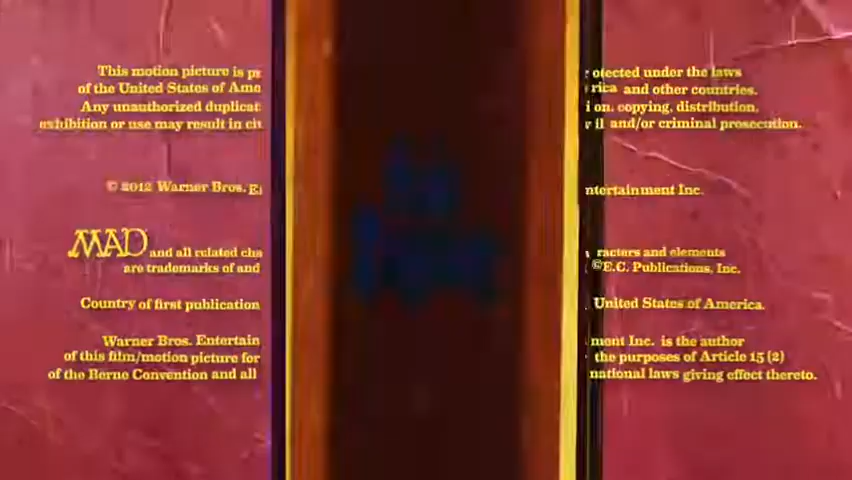 This motion picture is pr otected under the laws
of the United States of Ame rica and other countries.
Any unauthorized duplicat i on, copying, distribution,
exhibition or use may result in civ il and/or criminal prosecution.
© 2012 Warner Bros. E ntertainment Inc.
MAD and all related cha racters and elements
are trademarks of and ©E.C. Publications, Inc.
Country of first publication United States of America.
Warner Bros. Entertain ment Inc. is the author
of this film/motion picture for the purposes of Article 15 (2)
of the Berne Convention and all national laws giving effect thereto.